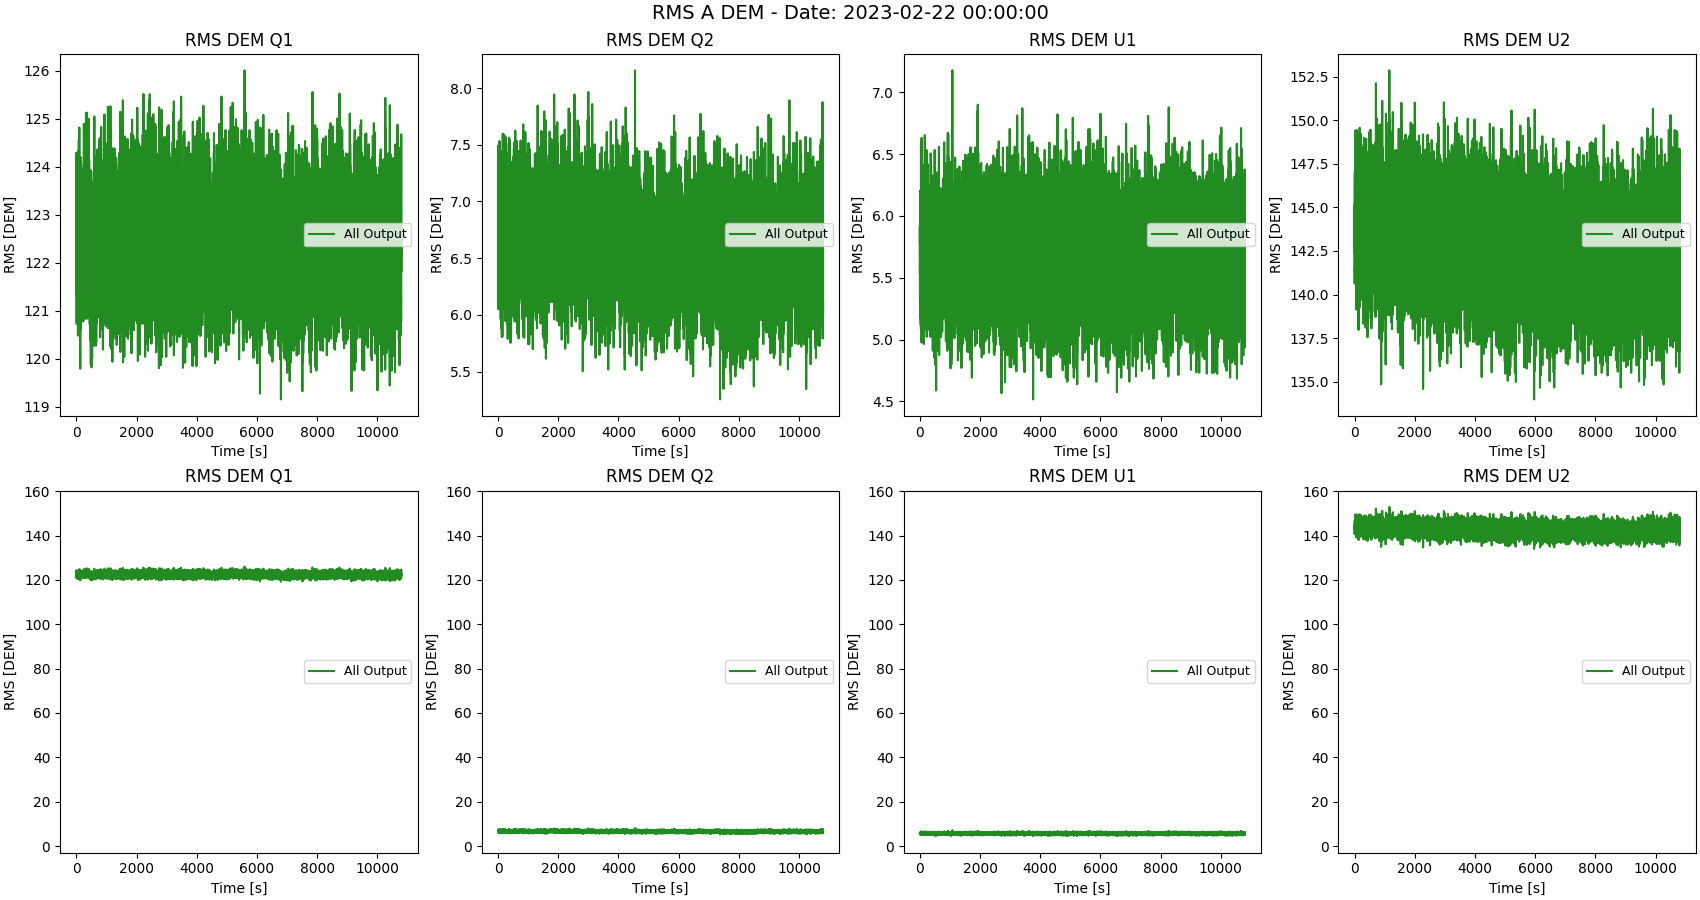 RMS A DEM - Date: 2023-02-22 00:00:00
RMS DEM Q1
126
125
124
123
122
121
120
119
RMS [DEM]
All Output
0 2000 4000 6000 8000 10000
Time [s]
RMS DEM Q2
8.0
7.5
7.0
6.5
6.0
5.5
RMS [DEM]
All Output
0 2000 4000 6000 8000 10000
Time [s]
RMS DEM U1
7.0
6.5
6.0
5.5
5.0
4.5
RMS [DEM]
All Output
0 2000 4000 6000 8000 10000
Time [s]
RMS DEM U2
152.5
150.0
147.5
145.0
142.5
140.0
137.5
135.0
RMS [DEM]
All Output
0 2000 4000 6000 8000 10000
Time [s]
RMS DEM Q1
160
140
120
100
80
60
40
20
0
RMS [DEM]
All Output
0 2000 4000 6000 8000 10000
Time [s]
RMS DEM Q2
160
140
120
100
80
60
40
20
0
RMS [DEM]
All Output
0 2000 4000 6000 8000 10000
Time [s]
RMS DEM U1
160
140
120
100
80
60
40
20
0
RMS [DEM]
All Output
0 2000 4000 6000 8000 10000
Time [s]
RMS DEM U2
160
140
120
100
80
60
40
20
0
RMS [DEM]
All Output
0 2000 4000 6000 8000 10000
Time [s]